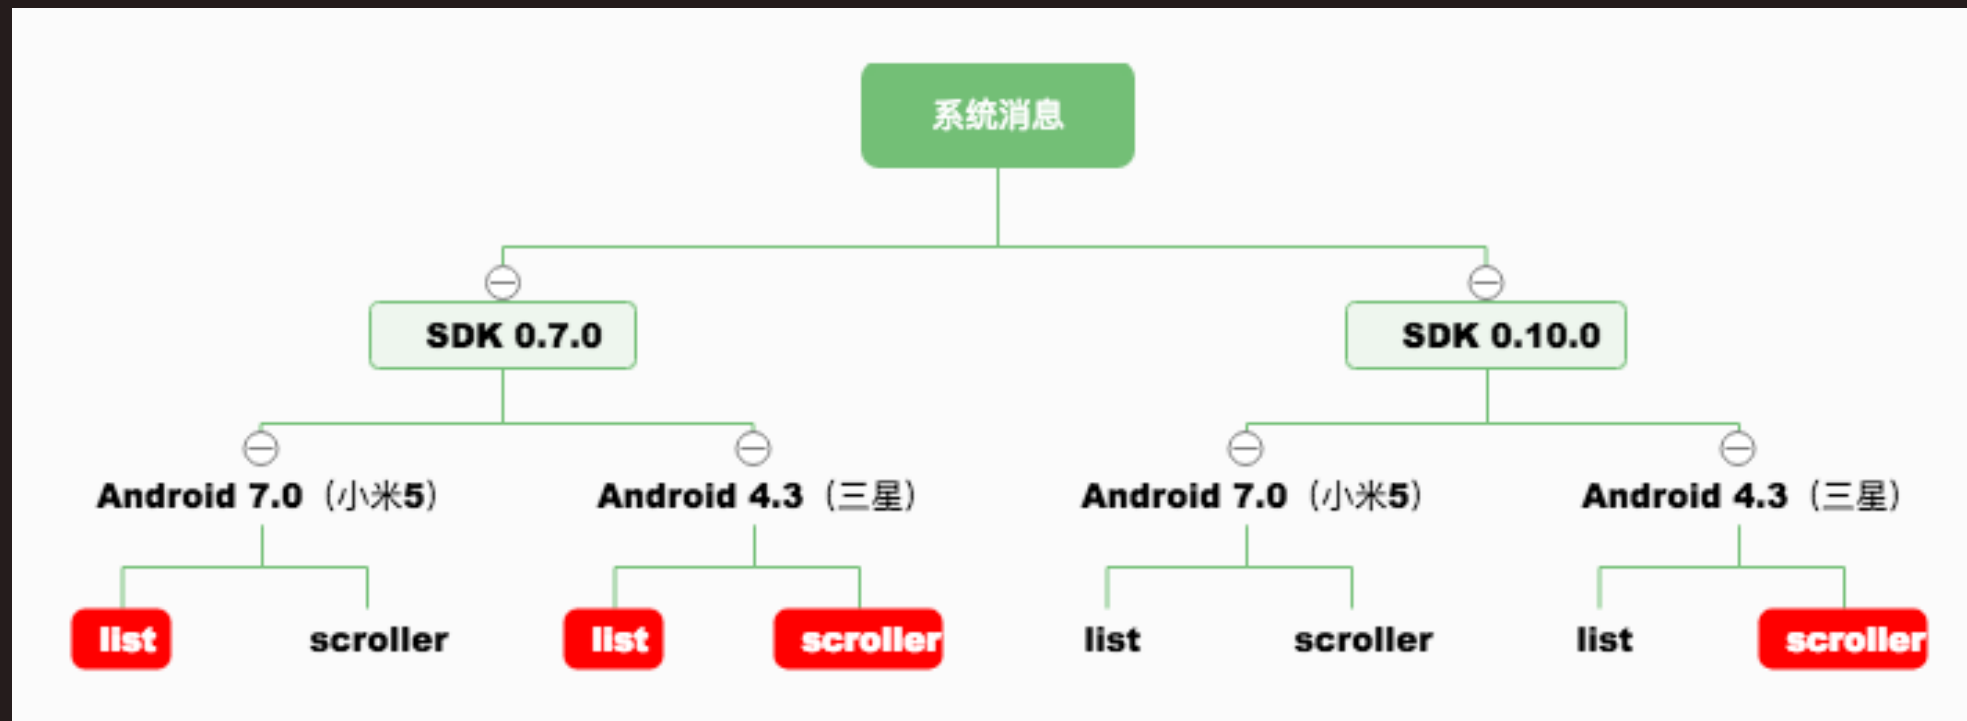 系统消息
SDK 0.7.0
SDK 0.10.0
Android 7.0（小米5）
Android 4.3（三星）
Android 7.0（小米5）
Android 4.3（三星）
list
scroller
list
scroller
list
scroller
list
scroller